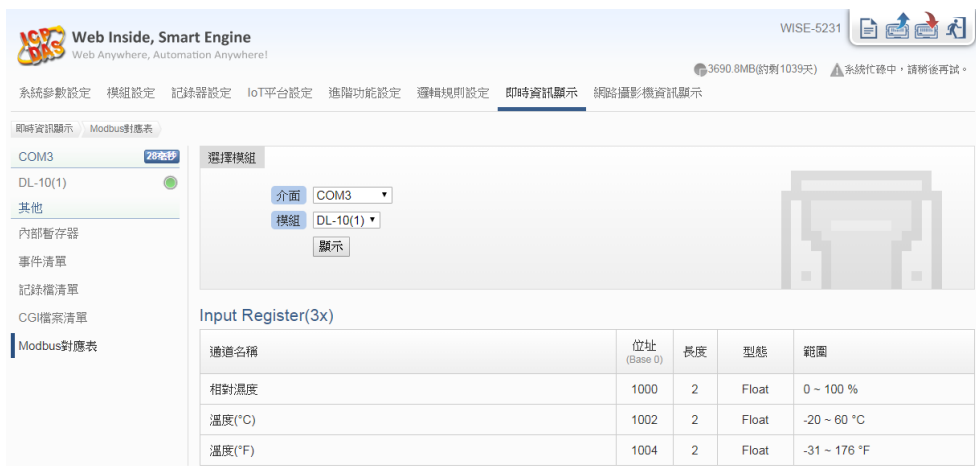 ICP DAS
Web Inside, Smart Engine
Web Anywhere, Automation Anywhere!
WISE-5231
3690.8MB(約剩1039天) 系統忙碌中，請稍後再試。
系統參數設定 模組設定 記錄器設定 IoT平台設定 進階功能設定 邏輯規則設定 即時資訊顯示 網路攝影機資訊顯示
即時資訊顯示 Modbus對應表
COM3 28毫秒
DL-10(1)
其他
內部暫存器
事件清單
記錄檔清單
CGI檔案清單
Modbus對應表
選擇模組
介面 COM3
模組 DL-10(1)
顯示
Input Register(3x)
通道名稱 位址 (Base 0) 長度 型態 範圍
相對濕度 1000 2 Float 0 ~ 100 %
溫度(°C) 1002 2 Float -20 ~ 60 °C
溫度(°F) 1004 2 Float -31 ~ 176 °F